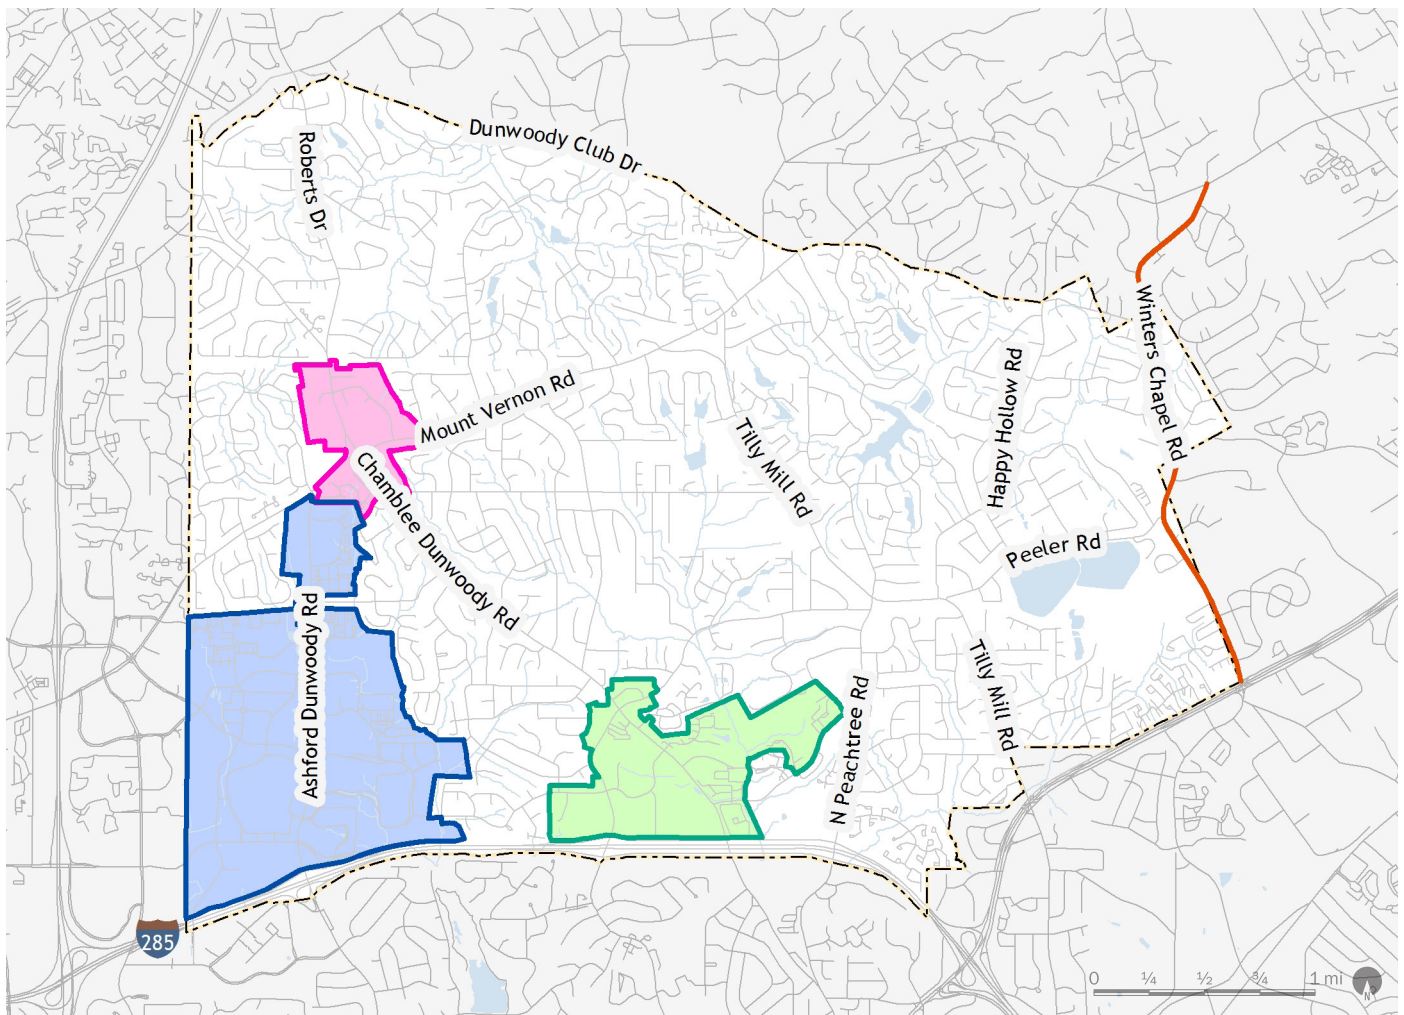 Dunwoody Club Dr
Roberts Dr
Winters Chapel Rd
Happy Hollow Rd
Mount Vernon Rd
Tilly Mill Rd
Chamblee Dunwoody Rd
Peeler Rd
Ashford Dunwoody Rd
Tilly Mill Rd
N Peachtree Rd
285
0 ¼ ½ ¾ 1 mi
N